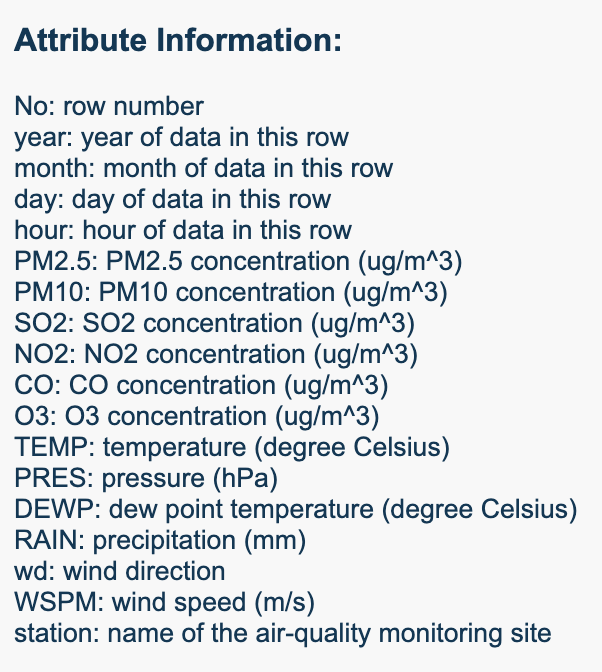 Attribute Information:
No: row number
year: year of data in this row
month: month of data in this row
day: day of data in this row
hour: hour of data in this row
PM2.5: PM2.5 concentration (ug/m^3)
PM10: PM10 concentration (ug/m^3)
SO2: SO2 concentration (ug/m^3)
NO2: NO2 concentration (ug/m^3)
CO: CO concentration (ug/m^3)
O3: O3 concentration (ug/m^3)
TEMP: temperature (degree Celsius)
PRES: pressure (hPa)
DEWP: dew point temperature (degree Celsius)
RAIN: precipitation (mm)
wd: wind direction
WSPM: wind speed (m/s)
station: name of the air-quality monitoring site